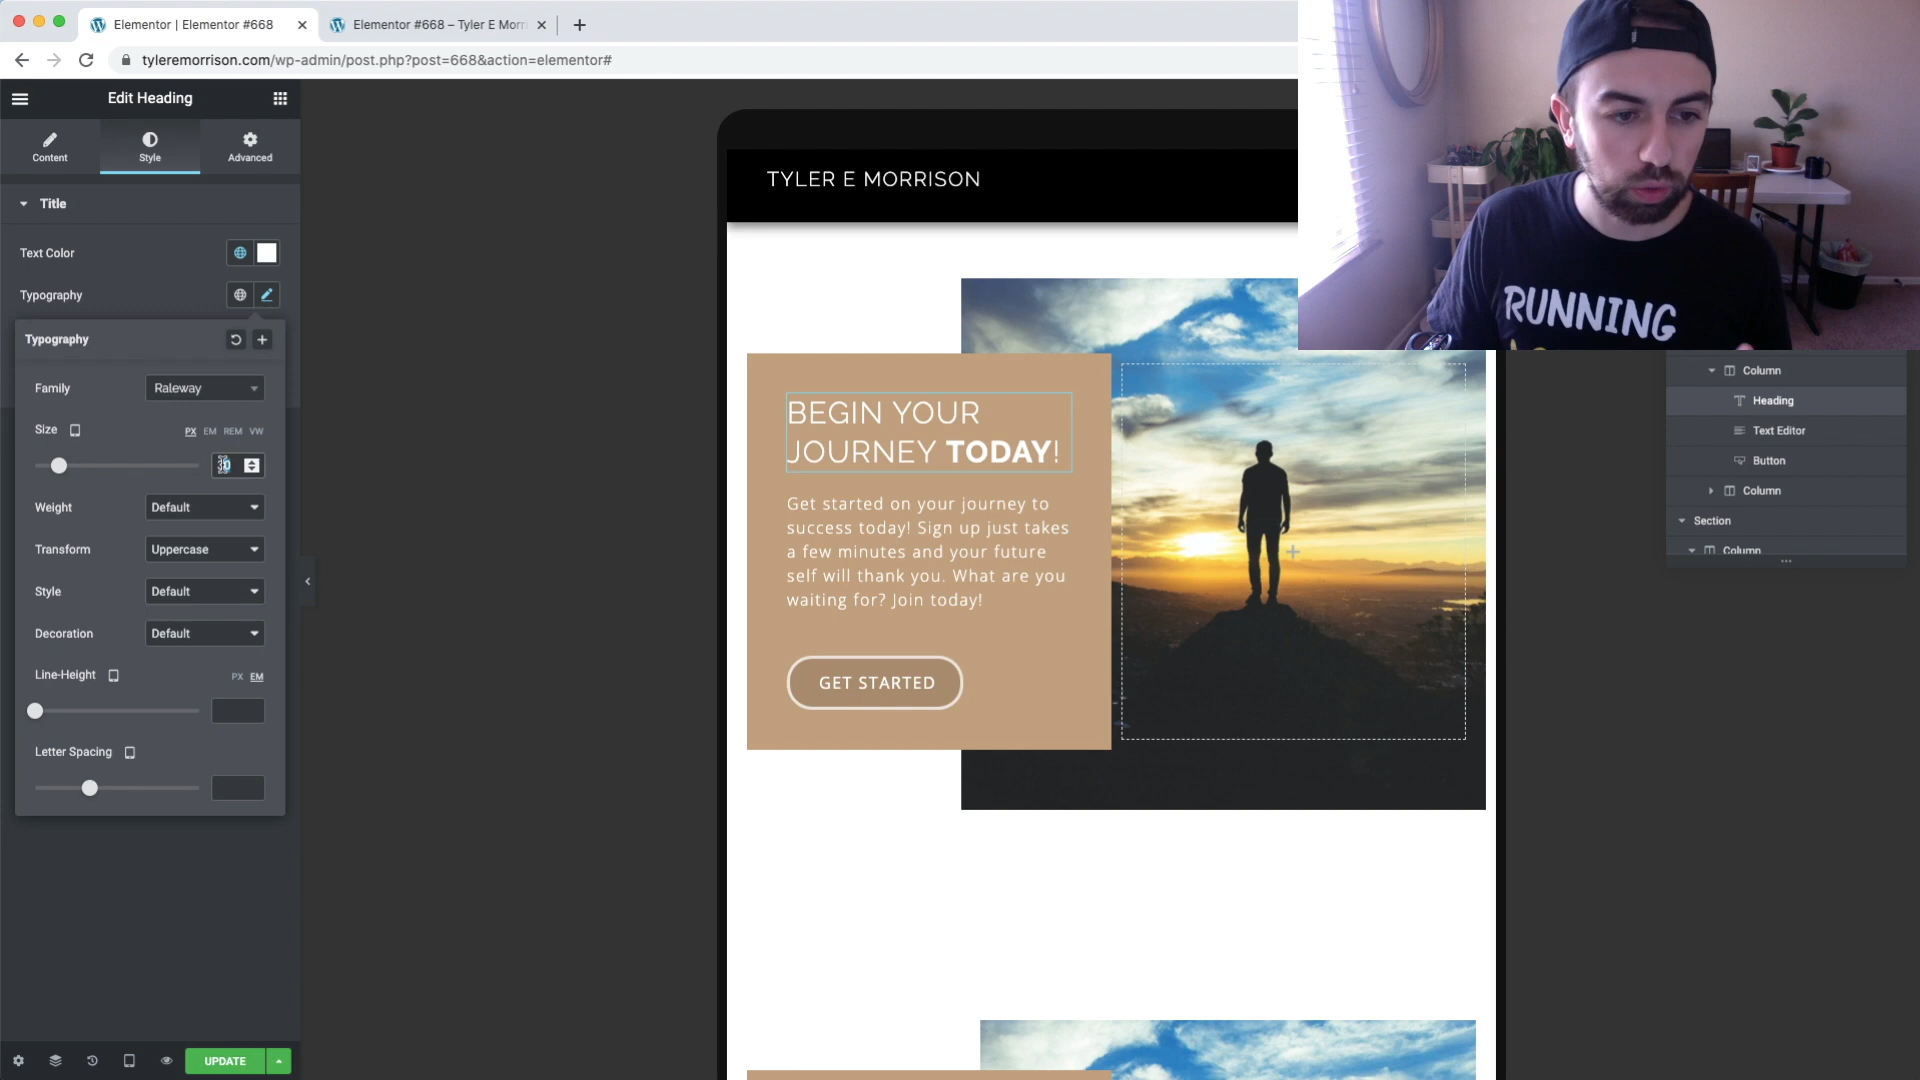 Elementor | Elementor #668
Elementor #668 – Tyler E Morri
tyleremorrison.com/wp-admin/post.php?post=668&action=elementor#
Edit Heading
Content
Style
Advanced
Title
Text Color
Typography
Typography
Family
Raleway
Size
PX EM REM VW
Weight
Default
Transform
Uppercase
Style
Default
Decoration
Default
Line-Height
PX EM
Letter Spacing
UPDATE
TYLER E MORRISON
BEGIN YOUR
JOURNEY TODAY!
Get started on your journey to
success today! Sign up just takes
a few minutes and your future
self will thank you. What are you
waiting for? Join today!
GET STARTED
RUNNING
Column
Heading
Text Editor
Button
Column
Section
Column